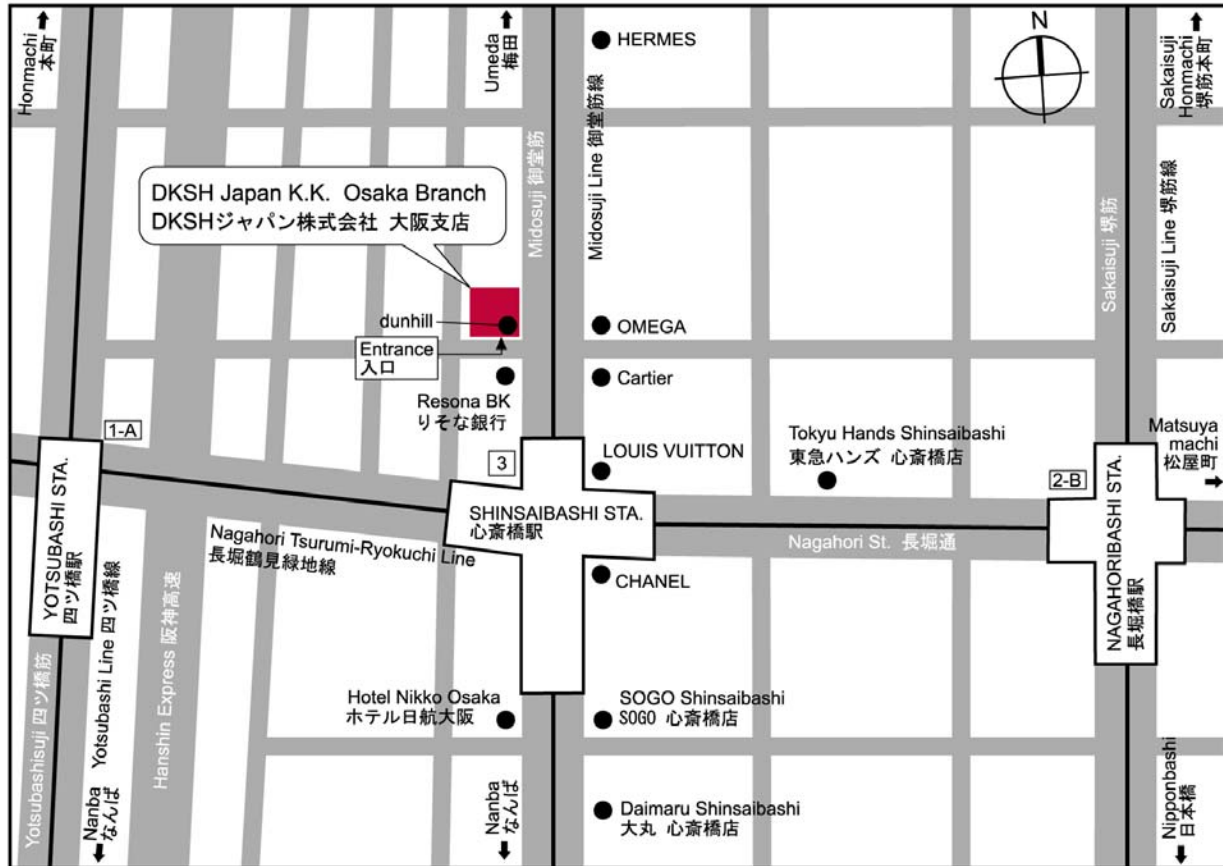 Honmachi
本町
Umeda
梅田
HERMES
N
Sakaisuji
Honmachi
堺筋本町
Midosuji 御堂筋
Midosuji Line 御堂筋線
Sakaisuji 堺筋
Sakaisuji Line 堺筋線
DKSH Japan K.K. Osaka Branch
DKSHジャパン株式会社 大阪支店
dunhill
OMEGA
Entrance
入口
Cartier
Resona BK
りそな銀行
1-A
3
LOUIS VUITTON
Tokyu Hands Shinsaibashi
東急ハンズ 心斎橋店
2-B
Matsuya
machi
松屋町
YOTSUBASHI STA.
四ツ橋駅
SHINSAIBASHI STA.
心斎橋駅
NAGAHORIBASHI STA.
長堀橋駅
Nagahori Tsurumi-Ryokuchi Line
長堀鶴見緑地線
Nagahori St. 長堀通
CHANEL
Yotsubashisuji 四ツ橋筋
Yotsubashi Line 四ツ橋線
Hanshin Express 阪神高速
Hotel Nikko Osaka
ホテル日航大阪
SOGO Shinsaibashi
SOGO 心斎橋店
Nanba
なんば
Nanba
なんば
Daimaru Shinsaibashi
大丸 心斎橋店
Nipponbashi
日本橋